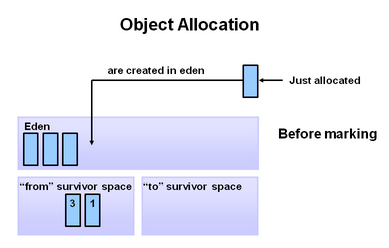 Object Allocation
are created in eden
Just allocated
Eden
Before marking
“from” survivor space
“to” survivor space
3 1